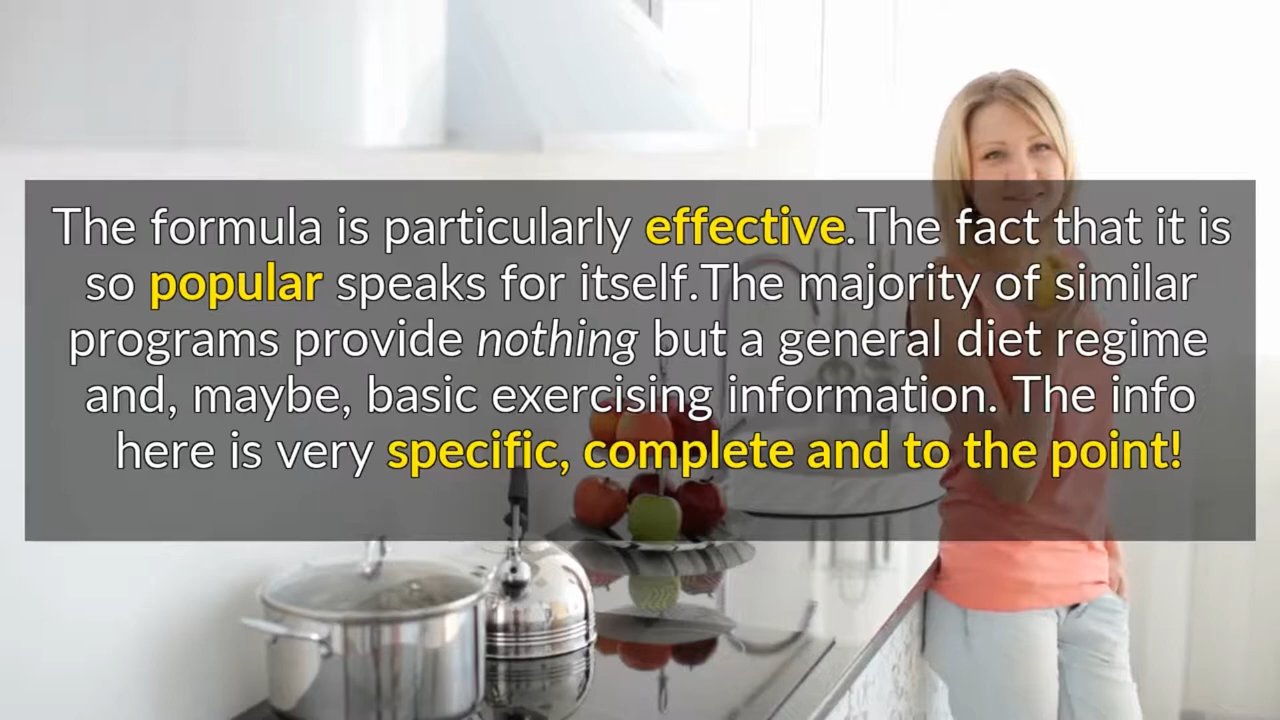 The formula is particularly effective.The fact that it is
so popular speaks for itself.The majority of similar
programs provide nothing but a general diet regime
and, maybe, basic exercising information. The info
here is very specific, complete and to the point!